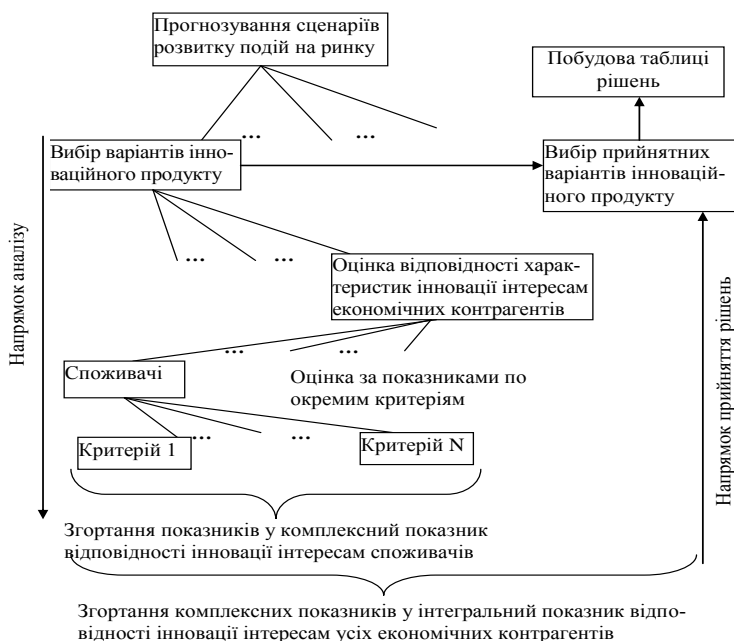 Прогнозування сценаріїв
розвитку подій на ринку
Побудова таблиці
рішень
... ...
Вибір варіантів інно-
ваційного продукту
Вибір прийнятних
варіантів інновацій-
ного продукту
Напрямок аналізу
... ...
Оцінка відповідності харак-
теристик інновації інтересам
економічних контрагентів
Напрямок прийняття рішень
... ...
Споживачі
Оцінка за показниками по
окремим критеріям
... ...
Критерій 1
Критерій N
Згортання показників у комплексний показник
відповідності інновації інтересам споживачів
Згортання комплексних показників у інтегральний показник відпо-
відності інновації інтересам усіх економічних контрагентів